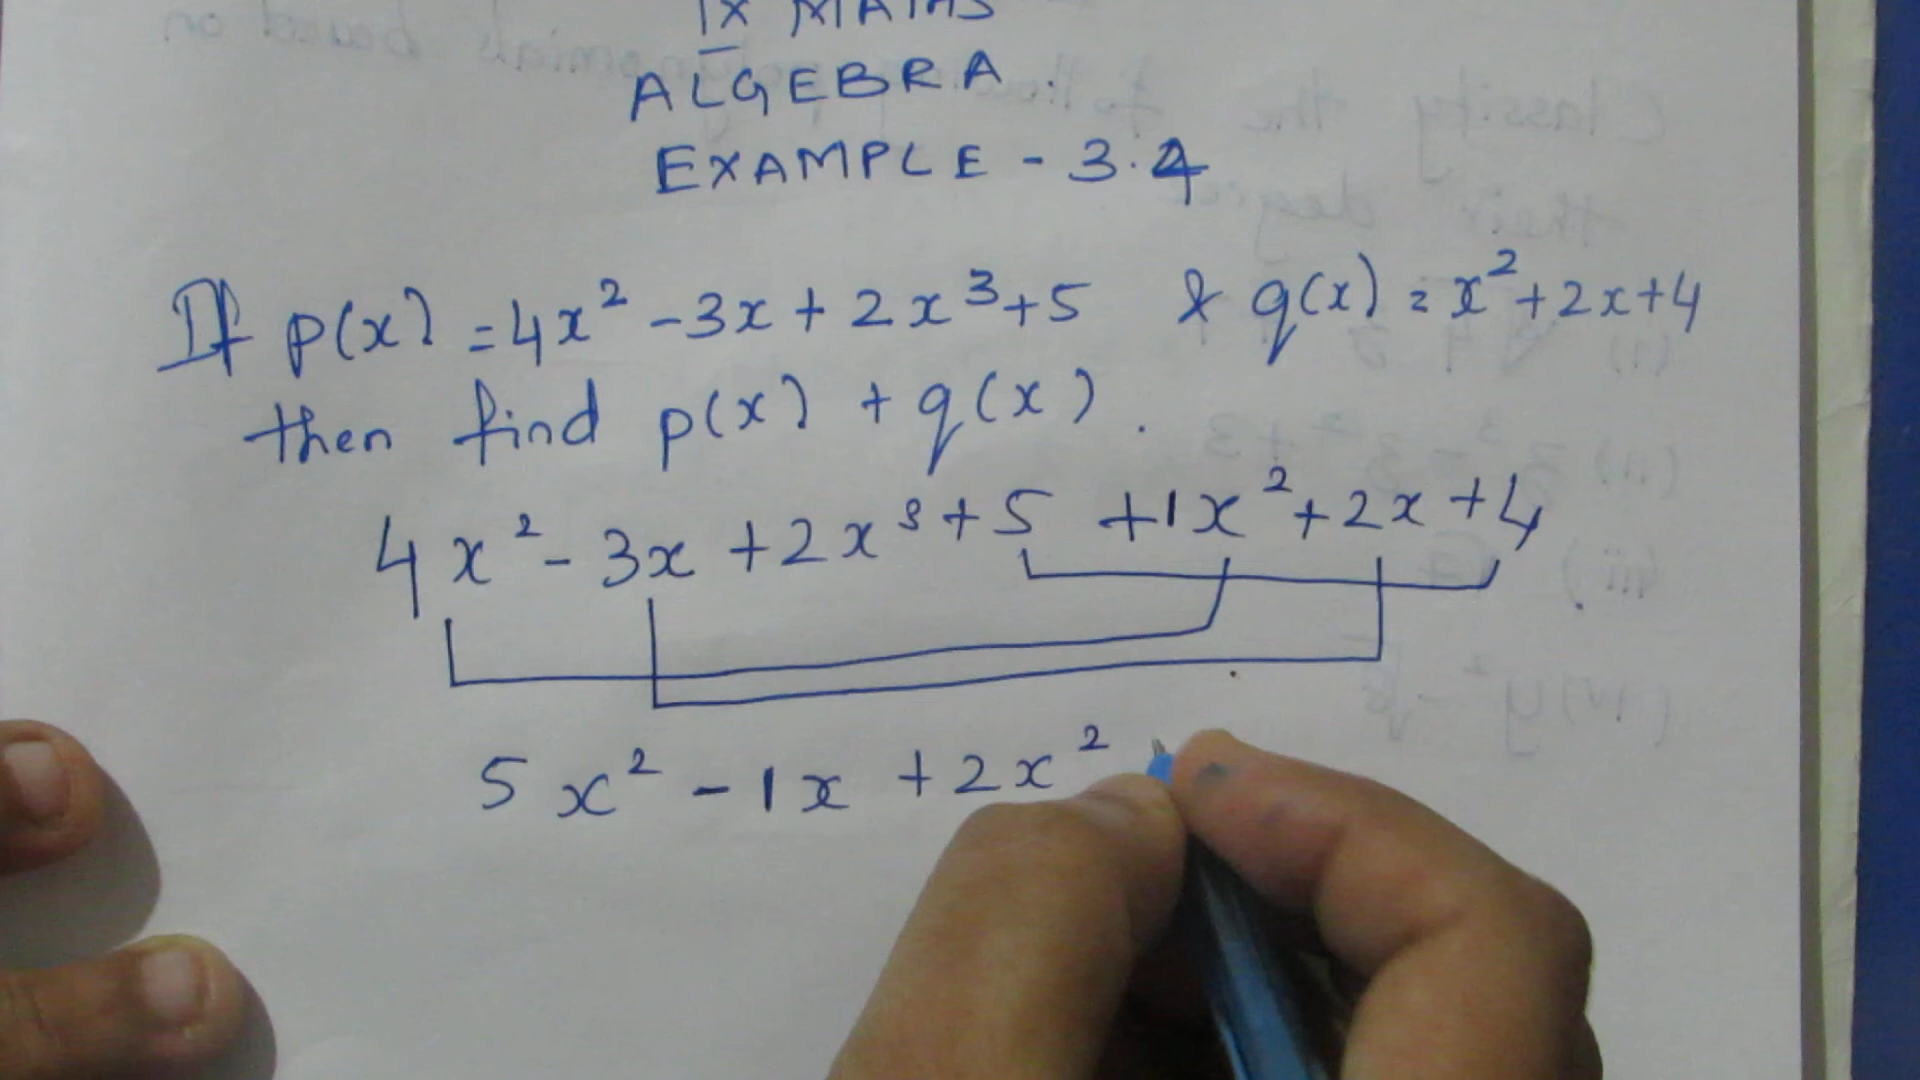 IX MATHS
ALGEBRA.
EXAMPLE - 3.4
If p(x) = 4x² - 3x + 2x³ + 5 & q(x) = x² + 2x + 4
then find p(x) + q(x).
4x² - 3x + 2x³ + 5 + 1x² + 2x + 4
5x² - 1x + 2x²